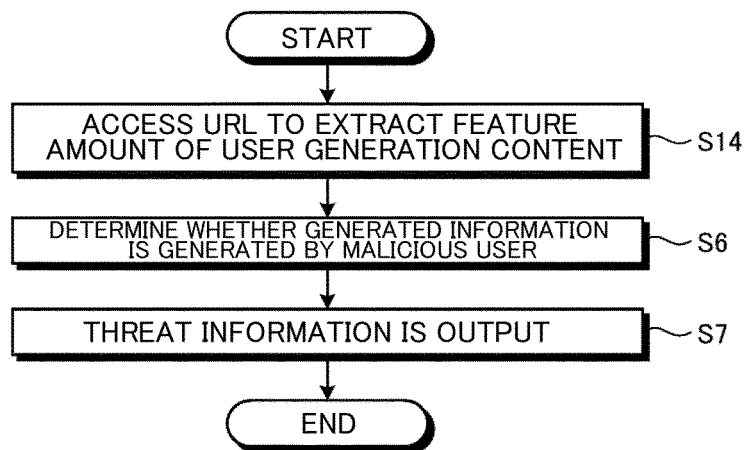 START
ACCESS URL TO EXTRACT FEATURE
AMOUNT OF USER GENERATION CONTENT
S14
DETERMINE WHETHER GENERATED INFORMATION
IS GENERATED BY MALICIOUS USER
S6
THREAT INFORMATION IS OUTPUT
S7
END